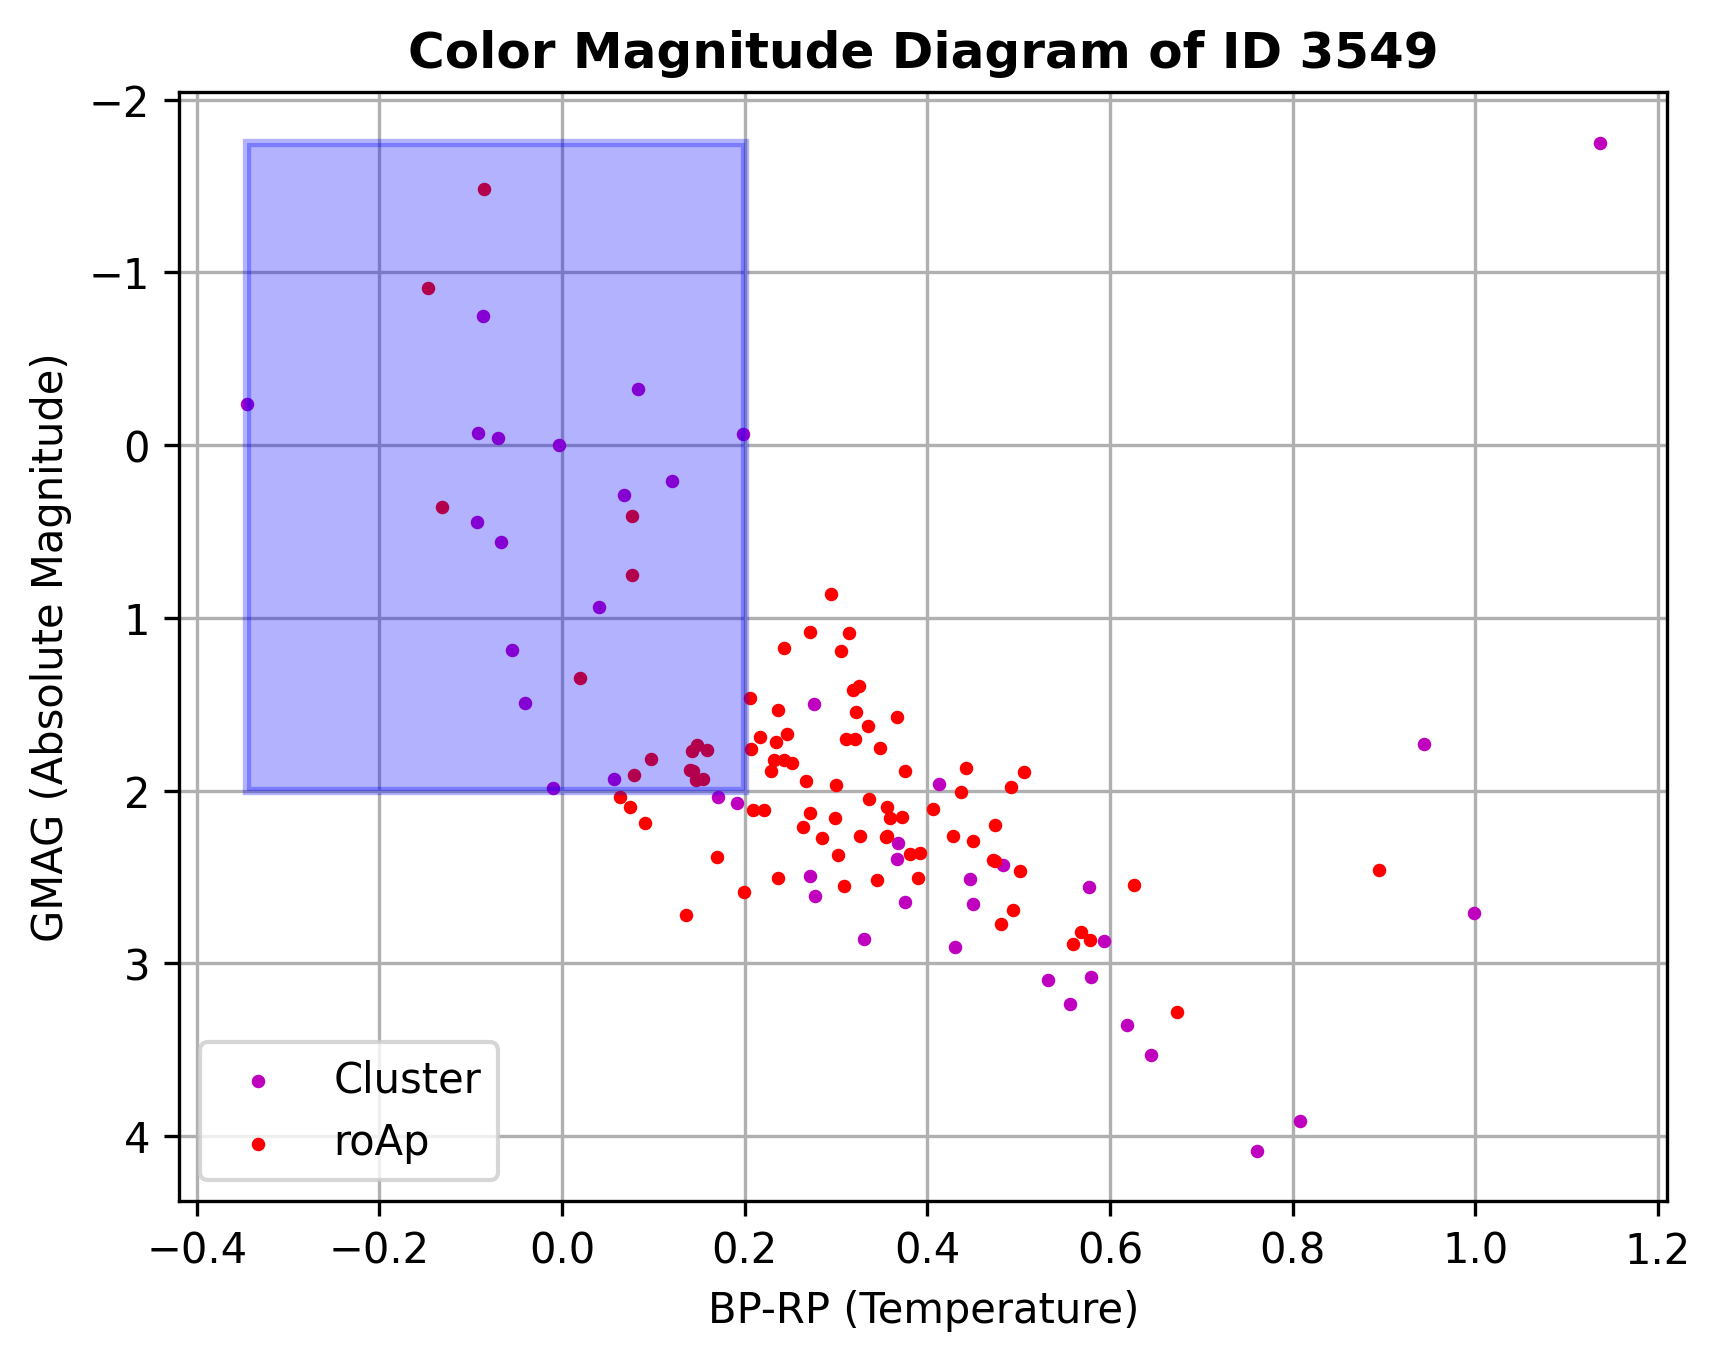 Color Magnitude Diagram of ID 3549
−2
−1
0
1
2
3
4
GMAG (Absolute Magnitude)
Cluster
roAp
−0.4 −0.2 0.0 0.2 0.4 0.6 0.8 1.0 1.2
BP-RP (Temperature)